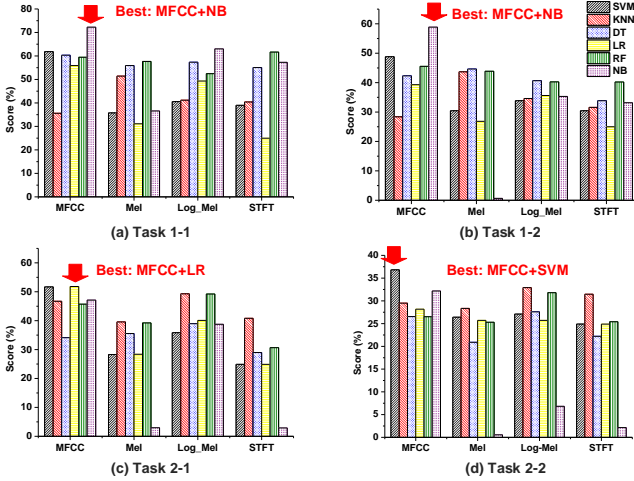 Best: MFCC+NB
80
70
60
50
40
30
20
10
0
Score (%)
MFCC Mel Log_Mel STFT
(a) Task 1-1
Best: MFCC+NB
SVM
KNN
DT
LR
RF
NB
60
50
40
30
20
10
0
Score (%)
MFCC Mel Log_Mel STFT
(b) Task 1-2
Best: MFCC+LR
60
50
40
30
20
10
0
Score (%)
MFCC Mel Log_Mel STFT
(c) Task 2-1
Best: MFCC+SVM
40
35
30
25
20
15
10
5
0
Score (%)
MFCC Mel Log-Mel STFT
(d) Task 2-2